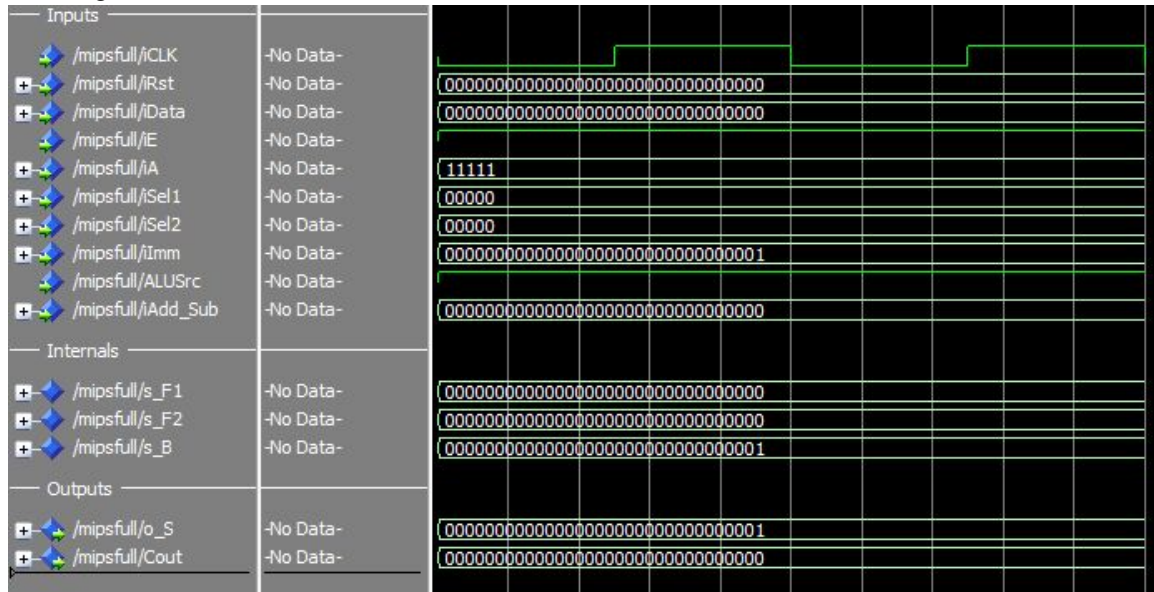 Inputs
/mipsfull/iCLK -No Data-
/mipsfull/iRst -No Data- 00000000000000000000000000000000
/mipsfull/iData -No Data- 00000000000000000000000000000000
/mipsfull/iE -No Data-
/mipsfull/iA -No Data- 11111
/mipsfull/iSel1 -No Data- 00000
/mipsfull/iSel2 -No Data- 00000
/mipsfull/iImm -No Data- 00000000000000000000000000000001
/mipsfull/ALUSrc -No Data-
/mipsfull/iAdd_Sub -No Data- 00000000000000000000000000000000
Internals
/mipsfull/s_F1 -No Data- 00000000000000000000000000000000
/mipsfull/s_F2 -No Data- 00000000000000000000000000000000
/mipsfull/s_B -No Data- 00000000000000000000000000000001
Outputs
/mipsfull/o_S -No Data- 00000000000000000000000000000001
/mipsfull/Cout -No Data- 00000000000000000000000000000000